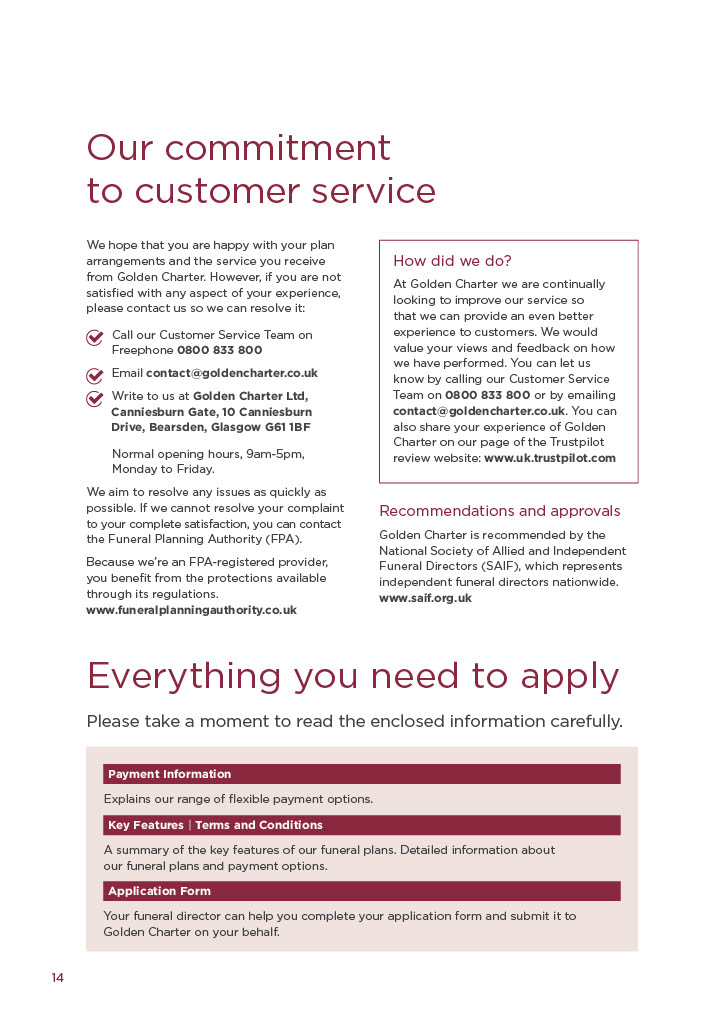 Our commitment
to customer service
We hope that you are happy with your plan
arrangements and the service you receive
from Golden Charter. However, if you are not
satisfied with any aspect of your experience,
please contact us so we can resolve it:
Call our Customer Service Team on
Freephone 0800 833 800
Email contact@goldencharter.co.uk
Write to us at Golden Charter Ltd,
Canniesburn Gate, 10 Canniesburn
Drive, Bearsden, Glasgow G61 1BF
Normal opening hours, 9am-5pm,
Monday to Friday.
We aim to resolve any issues as quickly as
possible. If we cannot resolve your complaint
to your complete satisfaction, you can contact
the Funeral Planning Authority (FPA).
Because we're an FPA-registered provider,
you benefit from the protections available
through its regulations.
www.funeralplanningauthority.co.uk
How did we do?
At Golden Charter we are continually
looking to improve our service so
that we can provide an even better
experience to customers. We would
value your views and feedback on how
we have performed. You can let us
know by calling our Customer Service
Team on 0800 833 800 or by emailing
contact@goldencharter.co.uk. You can
also share your experience of Golden
Charter on our page of the Trustpilot
review website: www.uk.trustpilot.com
Recommendations and approvals
Golden Charter is recommended by the
National Society of Allied and Independent
Funeral Directors (SAIF), which represents
independent funeral directors nationwide.
www.saif.org.uk
Everything you need to apply
Please take a moment to read the enclosed information carefully.
Payment Information
Explains our range of flexible payment options.
Key Features | Terms and Conditions
A summary of the key features of our funeral plans. Detailed information about
our funeral plans and payment options.
Application Form
Your funeral director can help you complete your application form and submit it to
Golden Charter on your behalf.
14